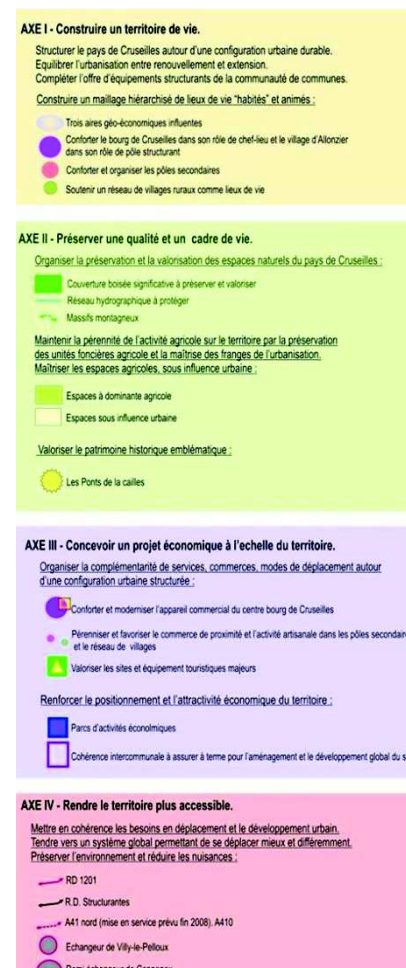 AXE I - Construire un territoire de vie.
Structurer le pays de Cruseilles autour d'une configuration urbaine durable.
Equilibrer l'urbanisation entre renouvellement et extension.
Compléter l'offre d'équipements structurants de la communauté de communes.
Construire un maillage hiérarchisé de lieux de vie "habités" et animés :
Trois aires géo-économiques influentes
Conforter le bourg de Cruseilles dans son rôle de chef-lieu et le village d'Allonzier
dans son rôle de pôle structurant
Conforter et organiser les pôles secondaires
Soutenir un réseau de villages ruraux comme lieux de vie
AXE II - Préserver une qualité et un cadre de vie.
Organiser la préservation et la valorisation des espaces naturels du pays de Cruseilles :
Couverture boisée significative à préserver et valoriser
Réseau hydrographique à protéger
Massifs montagneux
Maintenir la pérennité de l'activité agricole sur le territoire par la préservation
des unités foncières agricole et la maîtrise des franges de l'urbanisation.
Maîtriser les espaces agricoles, sous influence urbaine :
Espaces à dominante agricole
Espaces sous influence urbaine
Valoriser le patrimoine historique emblématique :
Les Ponts de la cailles
AXE III - Concevoir un projet économique à l'echelle du territoire.
Organiser la complémentarité de services, commerces, modes de déplacement autour
d'une configuration urbaine structurée :
Conforter et moderniser l'appareil commercial du centre bourg de Cruseilles
Pérenniser et favoriser le commerce de proximité et l'activité artisanale dans les pôles secondair
et le réseau de villages
Valoriser les sites et équipement touristiques majeurs
Renforcer le positionnement et l'attractivité économique du territoire :
Parcs d'activités éconolmiques
Cohérence intercommunale à assurer à terme pour l'aménagement et le développement global du s
AXE IV - Rendre le territoire plus accessible.
Mettre en cohérence les besoins en déplacement et le développement urbain.
Tendre vers un système global permettant de se déplacer mieux et différemment.
Préserver l'environnement et réduire les nuisances :
RD 1201
R.D. Structurantes
A41 nord (mise en service prévu fin 2008). A410
Echangeur de Villy-le-Pelloux